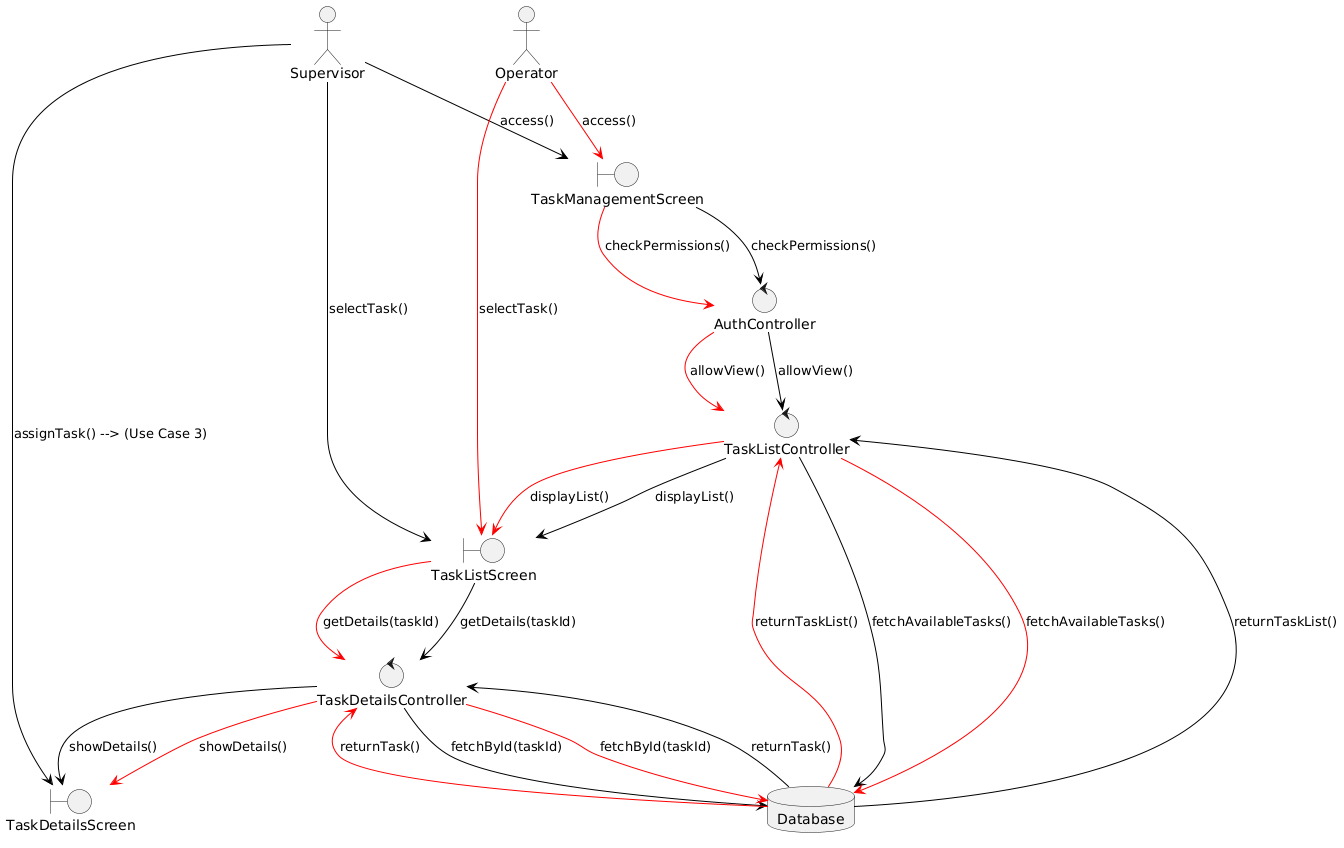 Supervisor
Operator
access()
access()
TaskManagementScreen
checkPermissions()
checkPermissions()
selectTask()
selectTask()
AuthController
allowView()
allowView()
assignTask() --> (Use Case 3)
TaskListController
displayList()
displayList()
TaskListScreen
getDetails(taskId)
getDetails(taskId)
returnTaskList()
fetchAvailableTasks()
fetchAvailableTasks()
returnTaskList()
TaskDetailsController
showDetails()
showDetails()
returnTask()
fetchById(taskId)
fetchById(taskId)
returnTask()
TaskDetailsScreen
Database